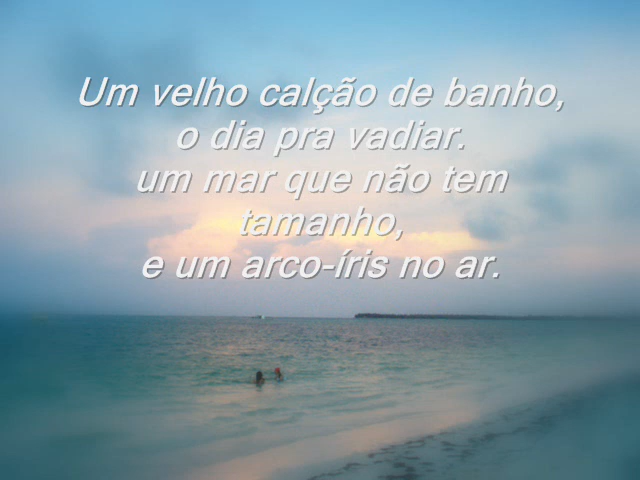 Um velho calção de banho,
o dia pra vadiar.
um mar que não tem
tamanho,
e um arco-íris no ar.